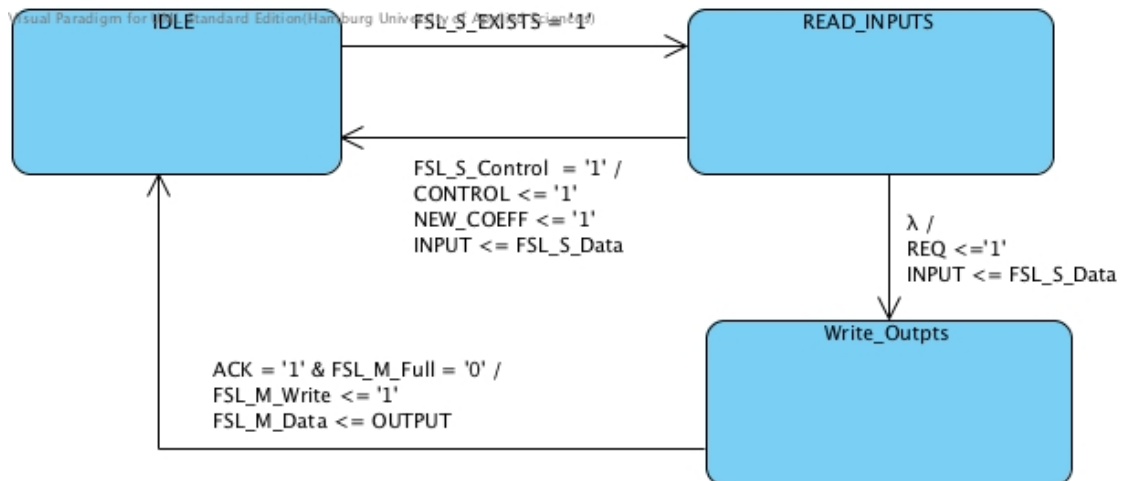 Visual Paradigm for UML Standard Edition(Hamburg University of Applied Sciences)
IDLE
FSL_S_EXISTS = '1'
READ_INPUTS
FSL_S_Control = '1' /
CONTROL <= '1'
NEW_COEFF <= '1'
INPUT <= FSL_S_Data
λ /
REQ <='1'
INPUT <= FSL_S_Data
Write_Outpts
ACK = '1' & FSL_M_Full = '0' /
FSL_M_Write <= '1'
FSL_M_Data <= OUTPUT